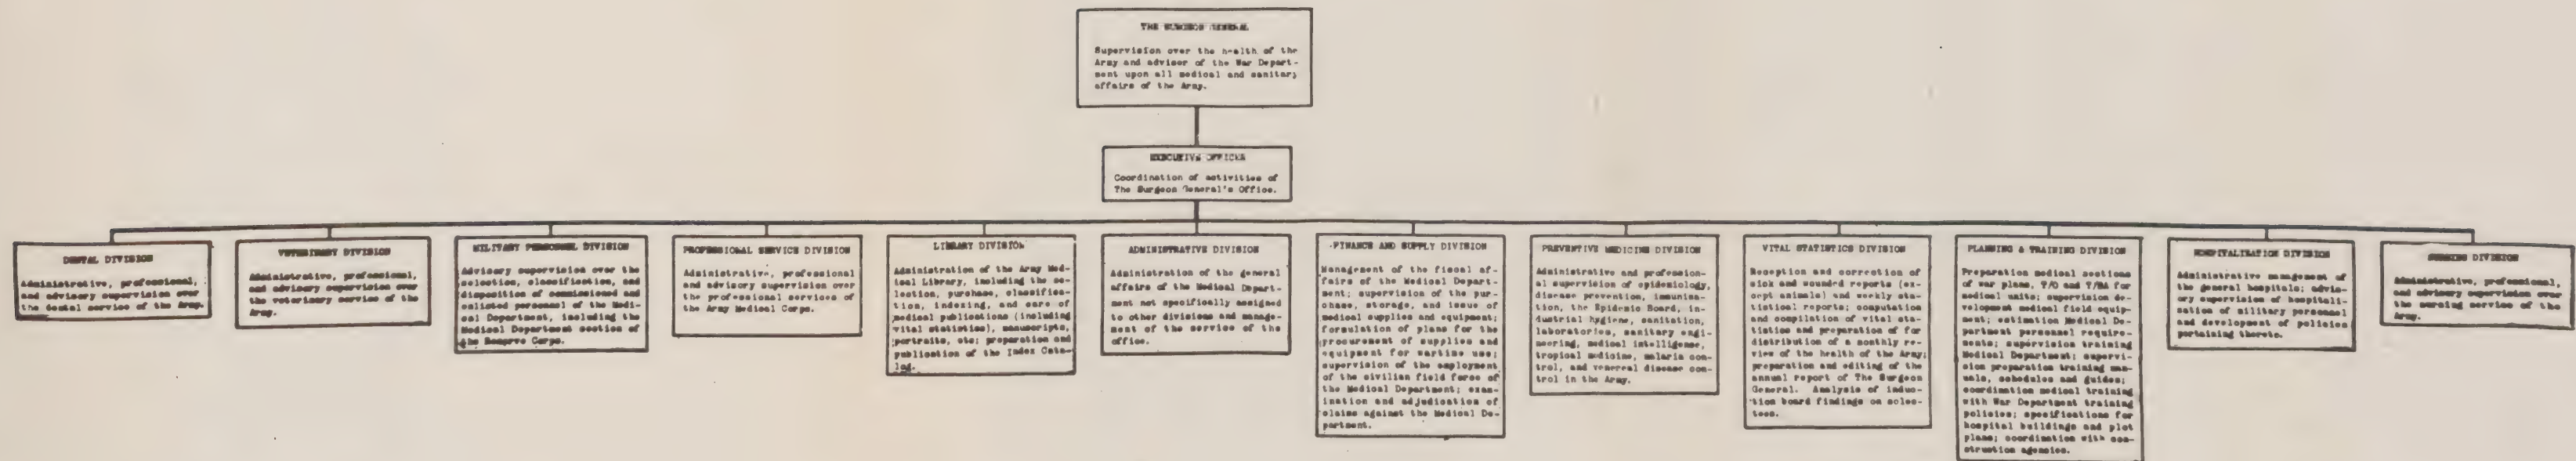 THE SURGEON GENERAL
Supervision over the health of the
Army and adviser of the War Depart-
ment upon all medical and sanitary
affairs of the Army.
EXECUTIVE OFFICER
Coordination of activities of
The Surgeon General's Office.
DENTAL DIVISION
Administrative, professional,
and advisory supervision over
the dental service of the Army.
VETERINARY DIVISION
Administrative, professional,
and advisory supervision over
the veterinary service of the
Army.
MILITARY PERSONNEL DIVISION
Advisory supervision over the
selection, classification, and
disposition of commissioned and
enlisted personnel of the Medi-
cal Department, including the
Medical Department section of
the Reserve Corps.
PROFESSIONAL SERVICE DIVISION
Administrative, professional
and advisory supervision over
the professional services of
the Army Medical Corps.
LIBRARY DIVISION
Administration of the Army Med-
ical Library, including the se-
lection, purchase, classifica-
tion, indexing, and care of
medical publications (including
vital statistics), manuscripts,
portraits, etc; preparation and
publication of the Index Cata-
log.
ADMINISTRATIVE DIVISION
Administration of the general
affairs of the Medical Depart-
ment not specifically assigned
to other divisions and manage-
ment of the service of the
office.
FINANCE AND SUPPLY DIVISION
Management of the fiscal af-
fairs of the Medical Depart-
ment; supervision of the pur-
chase, storage, and issue of
medical supplies and equipment;
formulation of plans for the
procurement of supplies and
equipment for wartime use;
supervision of the employment
of the civilian field force of
the Medical Department; exam-
ination and adjudication of
claims against the Medical De-
partment.
PREVENTIVE MEDICINE DIVISION
Administrative and profession-
al supervision of epidemiology,
disease prevention, immuniza-
tion, the Epidemic Board, in-
dustrial hygiene, sanitation,
laboratories, sanitary engi-
neering, medical intelligence,
tropical medicine, malaria con-
trol, and venereal disease con-
trol in the Army.
VITAL STATISTICS DIVISION
Reception and correction of
sick and wounded reports (ex-
cept animals) and weekly sta-
tistical reports; computation
and compilation of vital sta-
tistics and preparation of for
distribution of a monthly re-
view of the health of the Army;
preparation and editing of the
annual report of The Surgeon
General. Analysis of induc-
tion board findings on selec-
tees.
PLANNING & TRAINING DIVISION
Preparation medical sections
of war plans, T/O and T/BA for
medical units; supervision de-
velopment medical field equip-
ment; estimation Medical De-
partment personnel require-
ments; supervision training
Medical Department; supervi-
sion preparation training man-
uals, schedules and guides;
coordination medical training
with War Department training
policies; specifications for
hospital buildings and plot
plans; coordination with con-
struction agencies.
HOSPITALIZATION DIVISION
Administrative management of
the general hospitals; advis-
ory supervision of hospitali-
zation of military personnel
and development of policies
pertaining thereto.
NURSING DIVISION
Administrative, professional,
and advisory supervision over
the nursing service of the
Army.